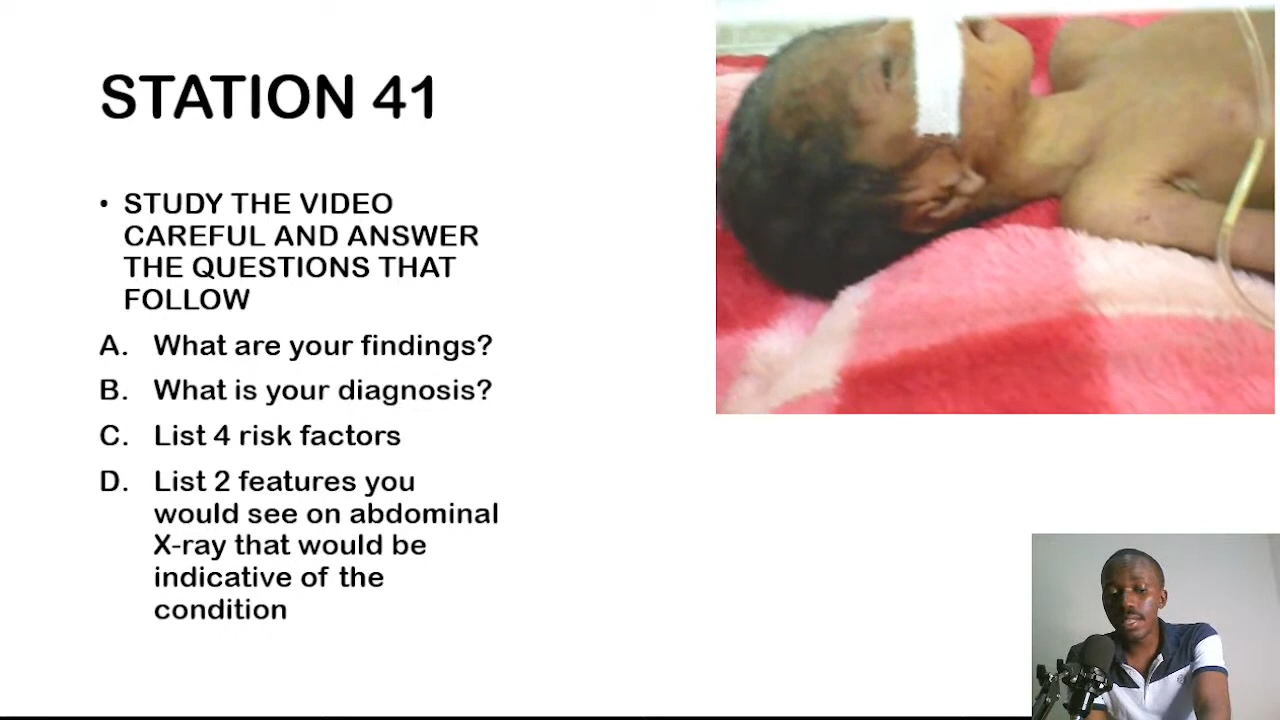 STATION 41
• STUDY THE VIDEO
CAREFUL AND ANSWER
THE QUESTIONS THAT
FOLLOW
A. What are your findings?
B. What is your diagnosis?
C. List 4 risk factors
D. List 2 features you
would see on abdominal
X-ray that would be
indicative of the
condition